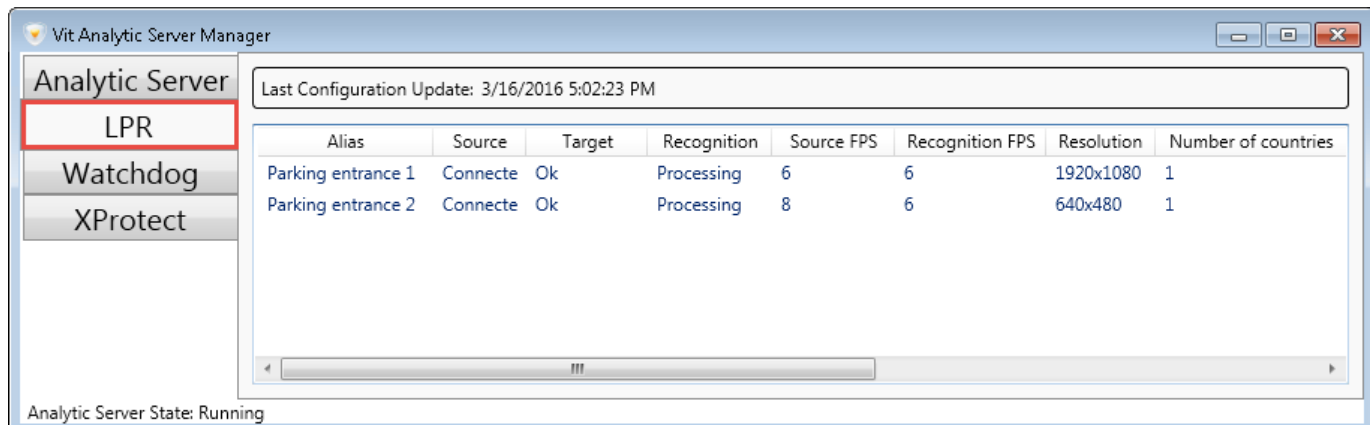 Vit Analytic Server Manager
Analytic Server
LPR
Watchdog
XProtect
Last Configuration Update: 3/16/2016 5:02:23 PM
Alias Source Target Recognition Source FPS Recognition FPS Resolution Number of countries
Parking entrance 1 Connecte Ok Processing 6 6 1920x1080 1
Parking entrance 2 Connecte Ok Processing 8 6 640x480 1
Analytic Server State: Running